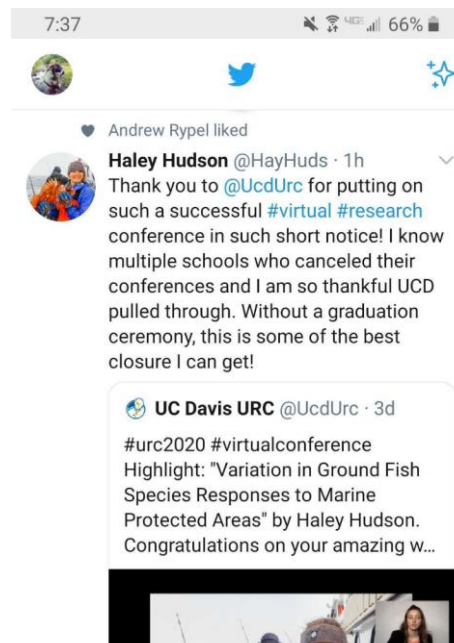 7:37
4GE
66%
Andrew Rypel liked
Haley Hudson @HayHuds · 1h
Thank you to @UcdUrc for putting on
such a successful #virtual #research
conference in such short notice! I know
multiple schools who canceled their
conferences and I am so thankful UCD
pulled through. Without a graduation
ceremony, this is some of the best
closure I can get!
UC Davis URC @UcdUrc · 3d
#urc2020 #virtualconference
Highlight: "Variation in Ground Fish
Species Responses to Marine
Protected Areas" by Haley Hudson.
Congratulations on your amazing w...